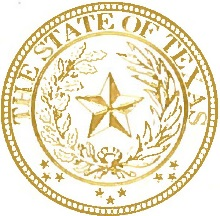 THE STATE OF TEXAS